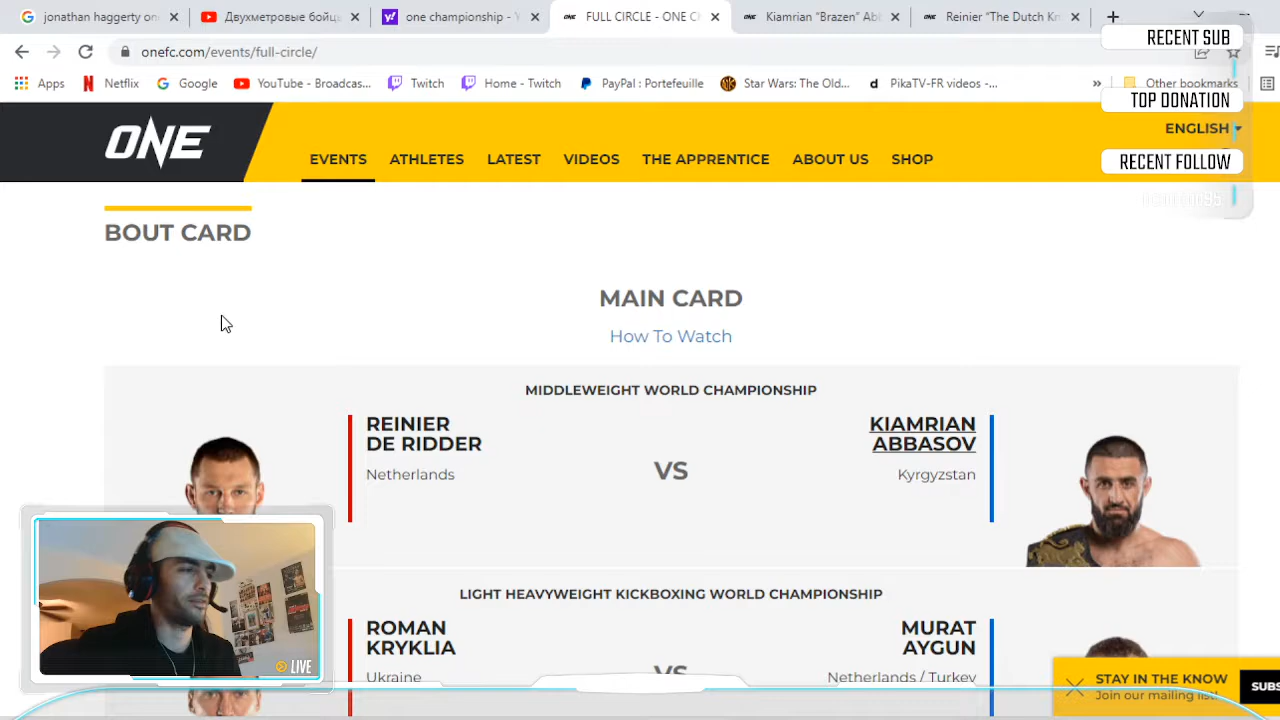 jonathan haggerty on
Двухметровые бойцы
one championship - Y
FULL CIRCLE - ONE C
Kiamrian “Brazen” Ab
Reinier “The Dutch Kn
onefc.com/events/full-circle/
RECENT SUB
Apps
Netflix
Google
YouTube - Broadcas...
Twitch
Home - Twitch
PayPal : Portefeuille
Star Wars: The Old...
PikaTV-FR videos -...
»
Other bookmarks
TOP DONATION
ONE
ENGLISH
EVENTS
ATHLETES
LATEST
VIDEOS
THE APPRENTICE
ABOUT US
SHOP
RECENT FOLLOW
BOUT CARD
MAIN CARD
How To Watch
MIDDLEWEIGHT WORLD CHAMPIONSHIP
REINIER
DE RIDDER
Netherlands
VS
KIAMRIAN
ABBASOV
Kyrgyzstan
LIGHT HEAVYWEIGHT KICKBOXING WORLD CHAMPIONSHIP
ROMAN
KRYKLIA
Ukraine
VS
MURAT
AYGUN
Netherlands / Turkey
LIVE
STAY IN THE KNOW
Join our mailing list!
SUBS